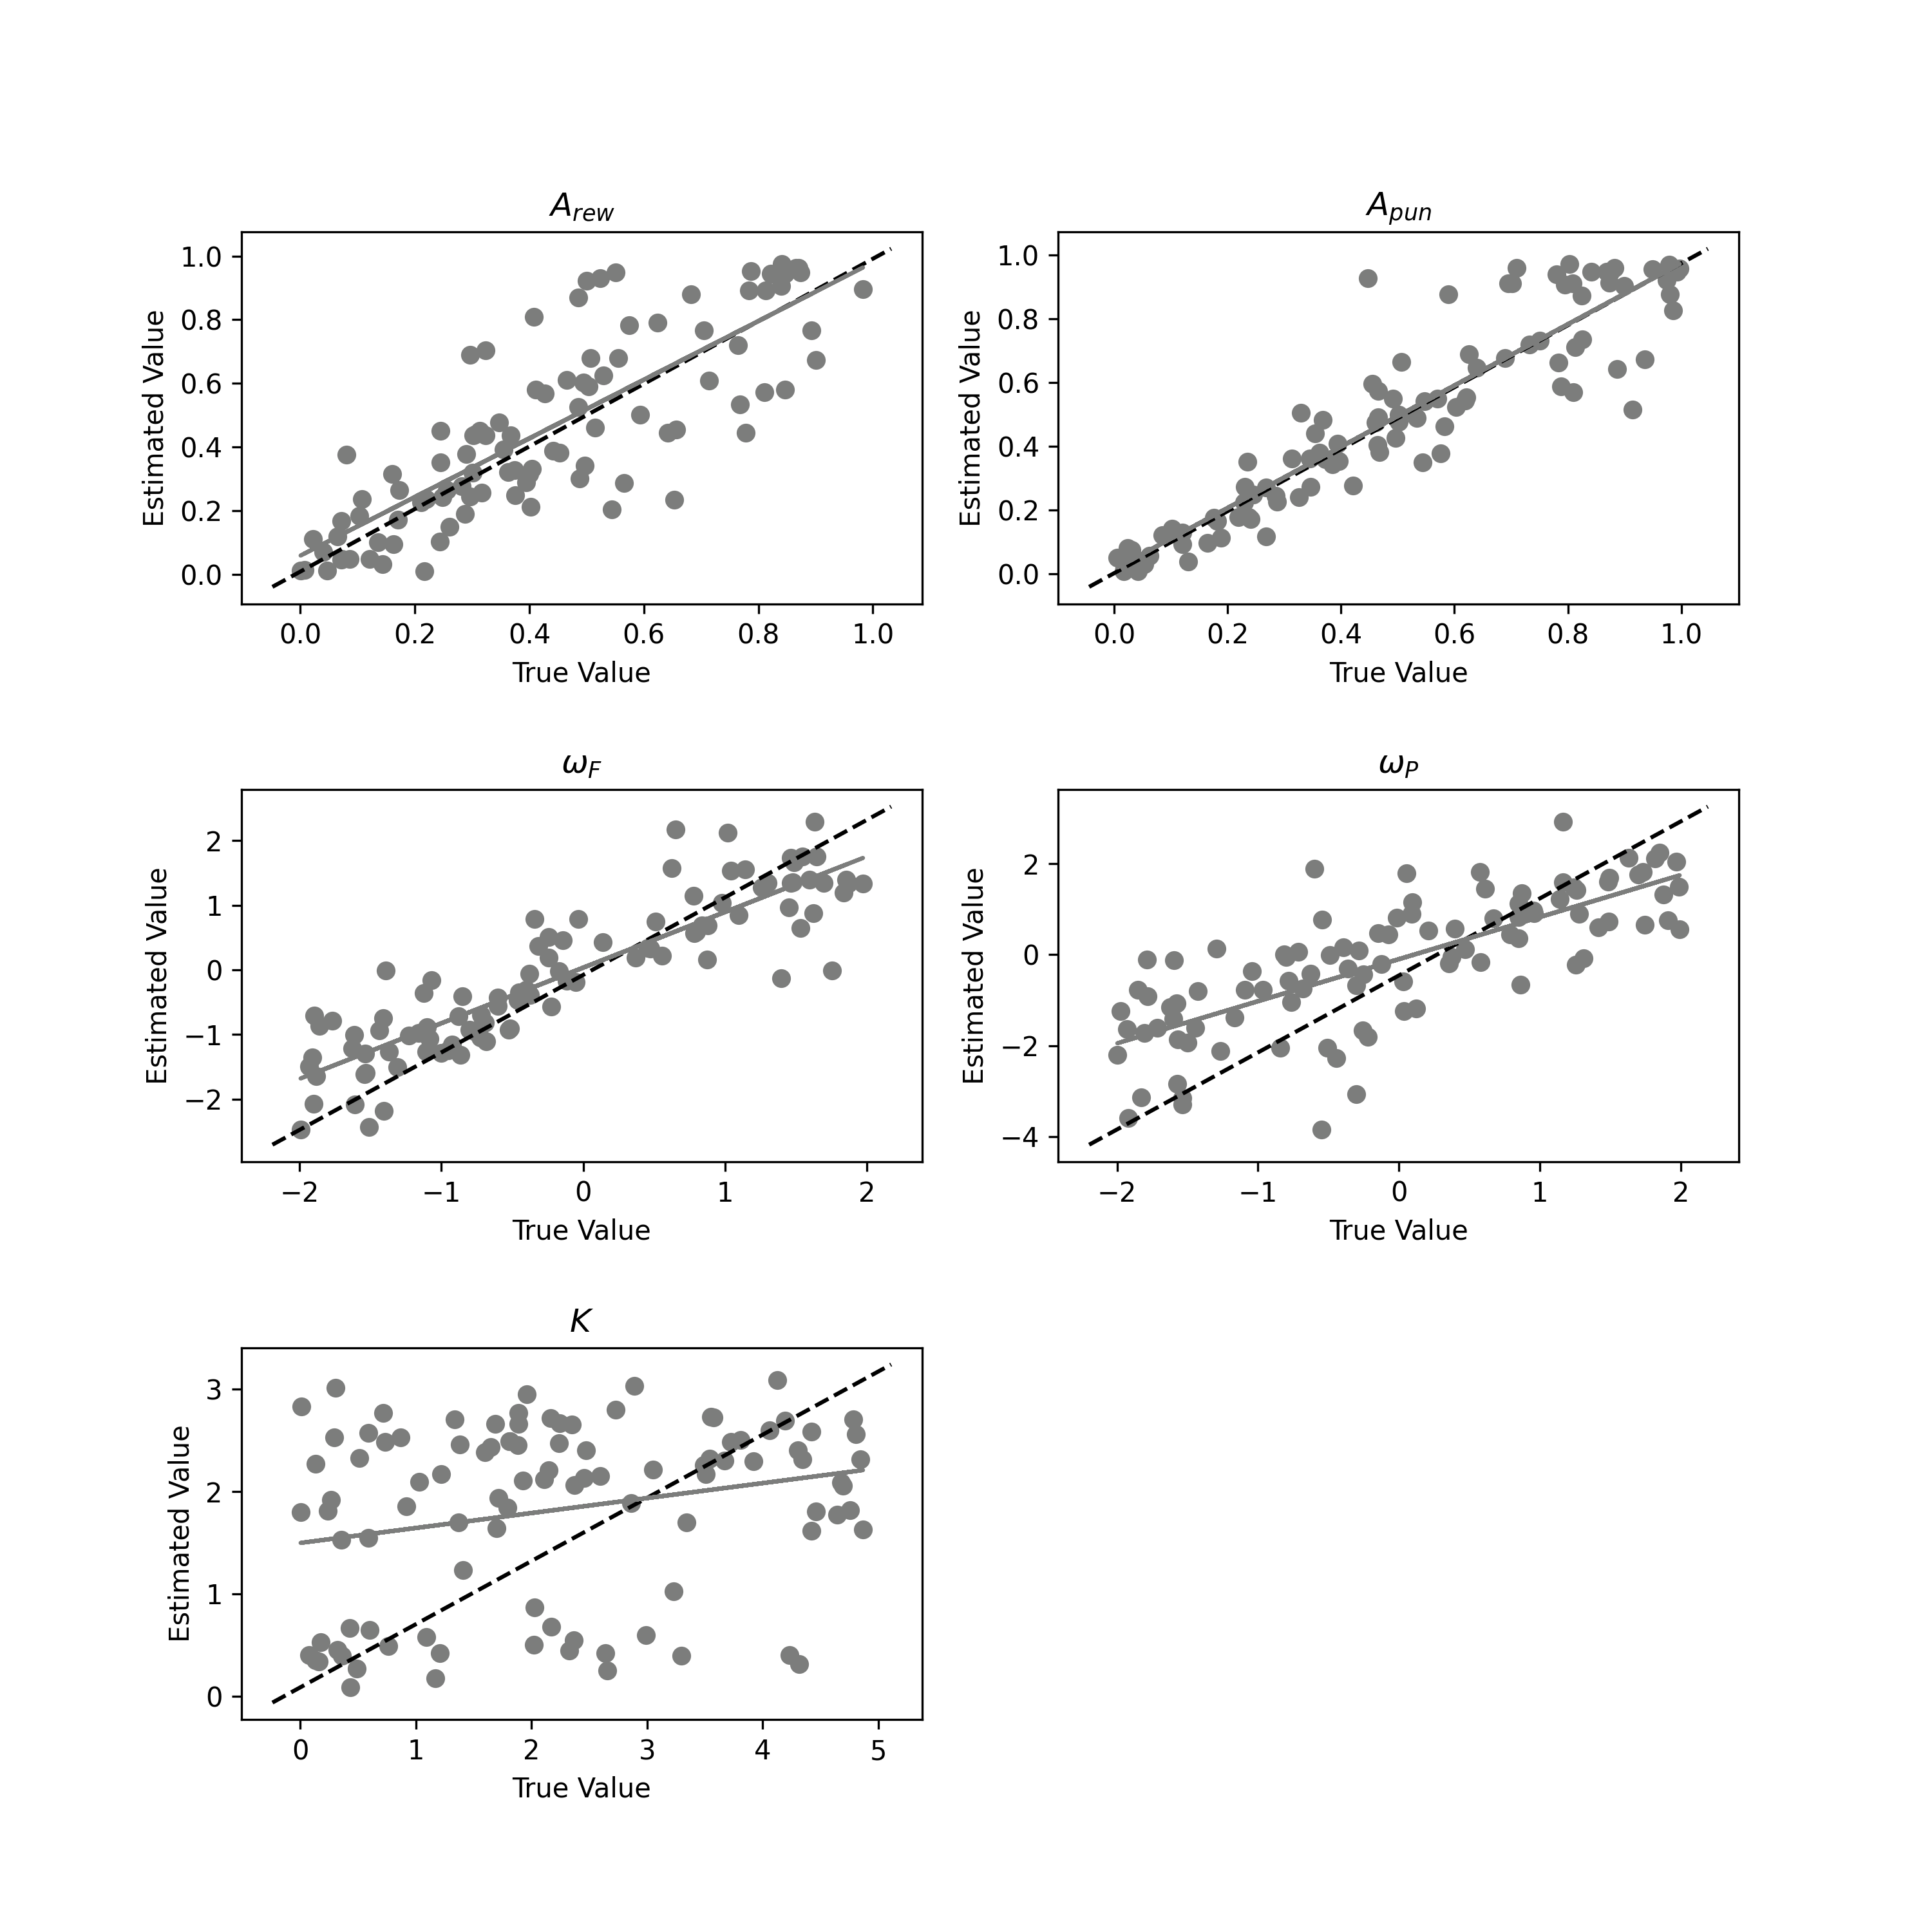 A_rew
1.0
0.8
0.6
0.4
0.2
0.0
Estimated Value
0.0 0.2 0.4 0.6 0.8 1.0
True Value
A_pun
1.0
0.8
0.6
0.4
0.2
0.0
Estimated Value
0.0 0.2 0.4 0.6 0.8 1.0
True Value
ω_F
2
1
0
−1
−2
Estimated Value
−2 −1 0 1 2
True Value
ω_P
2
0
−2
−4
Estimated Value
−2 −1 0 1 2
True Value
K
3
2
1
0
Estimated Value
0 1 2 3 4 5
True Value